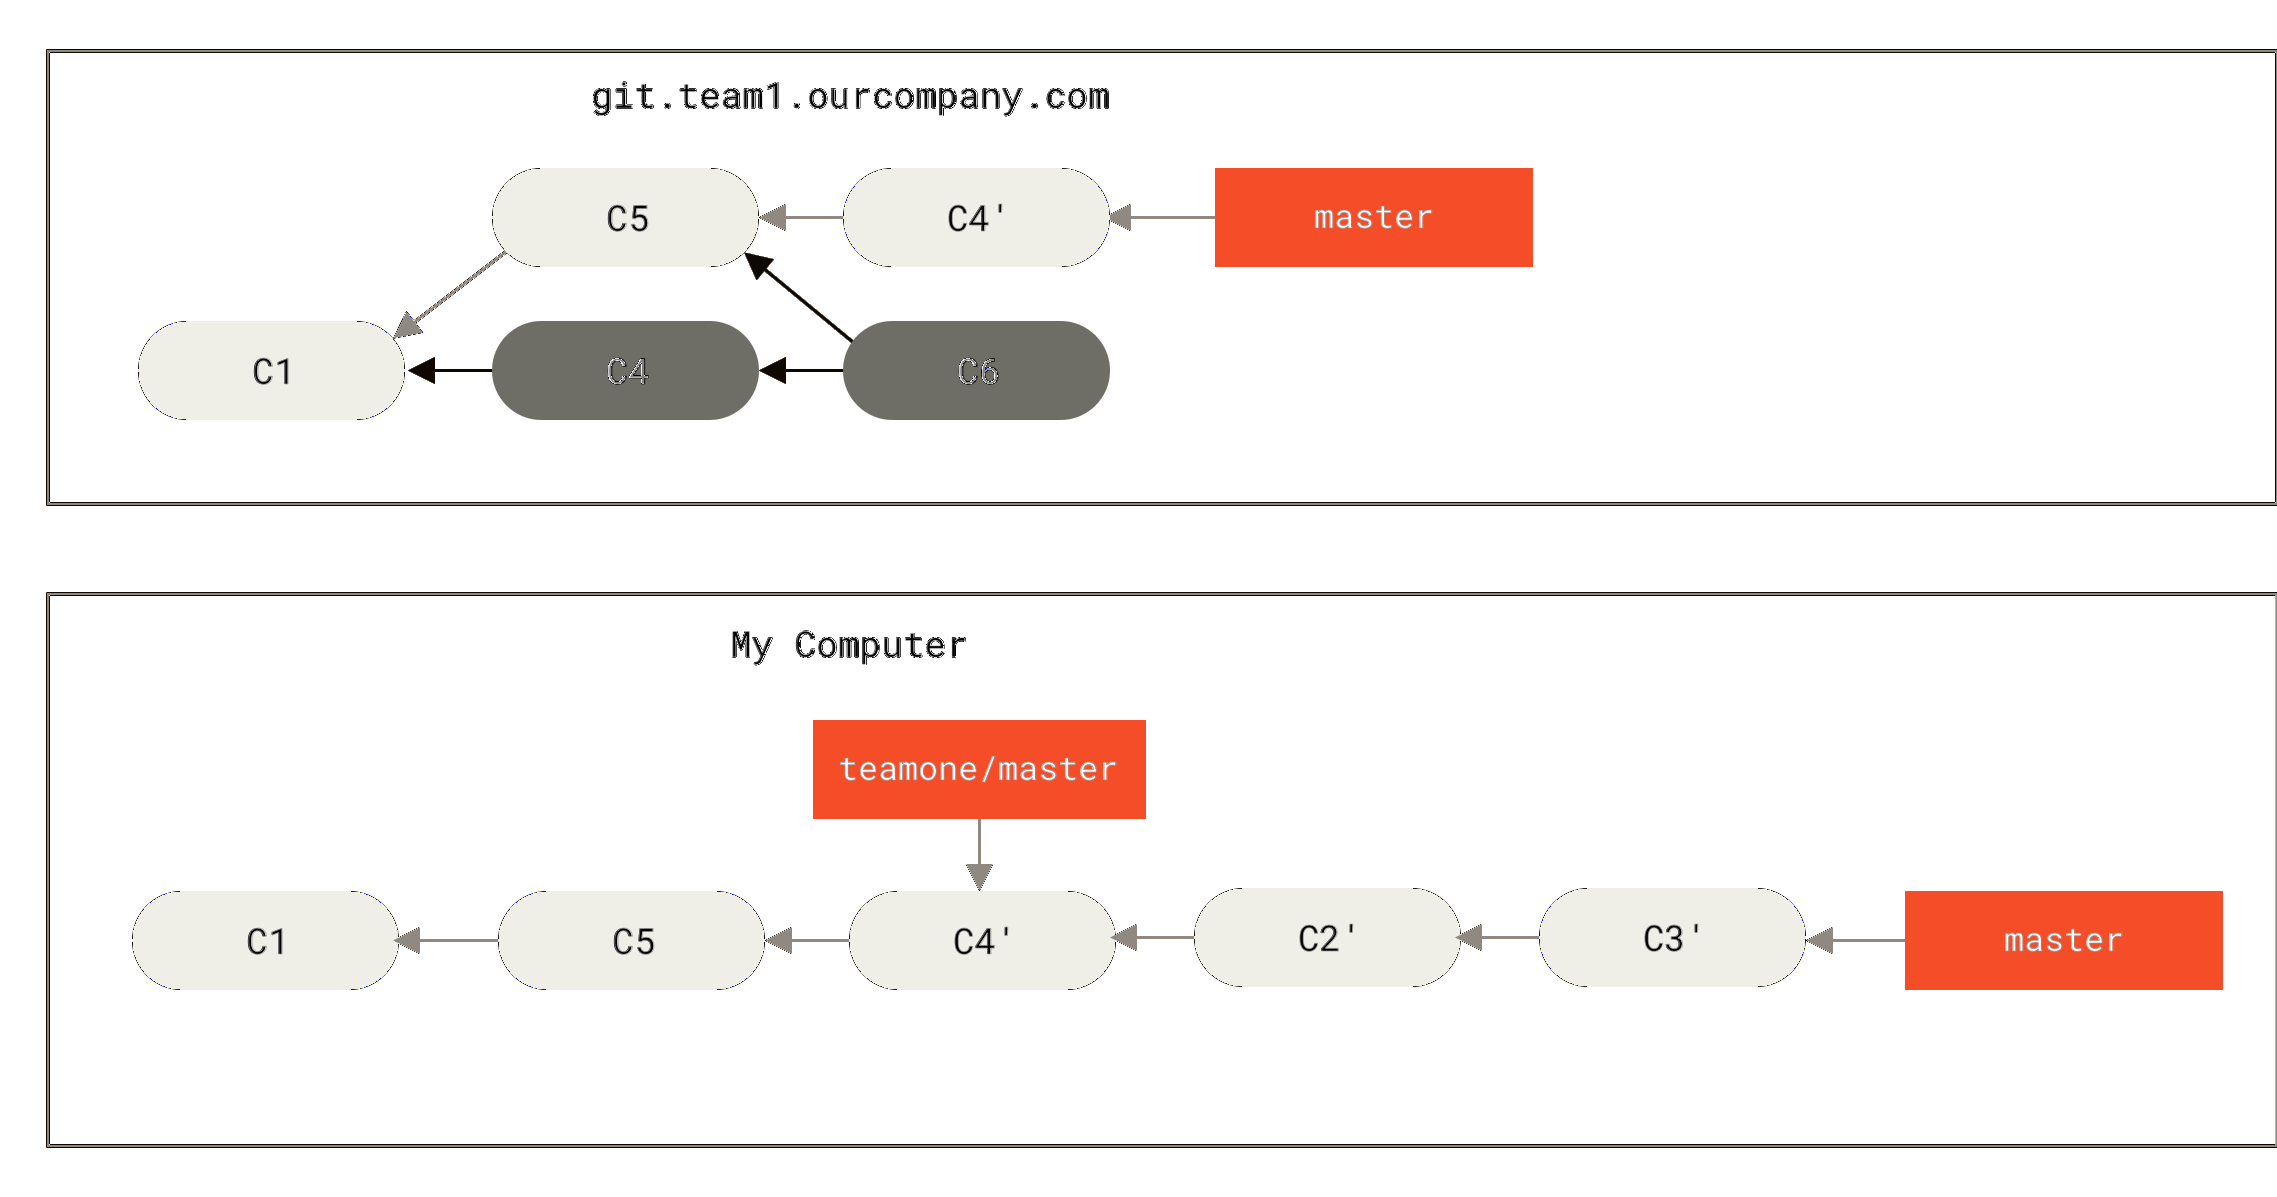 git.team1.ourcompany.com
C5 C4' master
C1 C4 C6
My Computer
teamone/master
C1 C5 C4' C2' C3' master